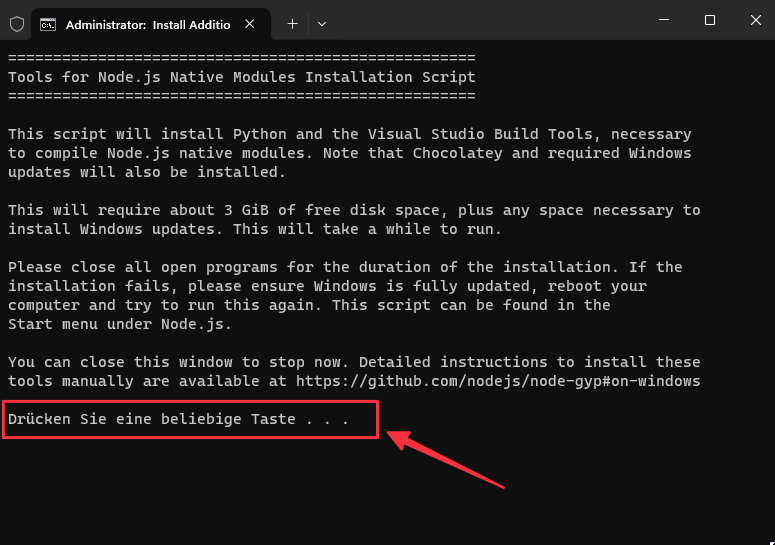 Administrator: Install Additio
====================================================
Tools for Node.js Native Modules Installation Script
====================================================
This script will install Python and the Visual Studio Build Tools, necessary
to compile Node.js native modules. Note that Chocolatey and required Windows
updates will also be installed.
This will require about 3 GiB of free disk space, plus any space necessary to
install Windows updates. This will take a while to run.
Please close all open programs for the duration of the installation. If the
installation fails, please ensure Windows is fully updated, reboot your
computer and try to run this again. This script can be found in the
Start menu under Node.js.
You can close this window to stop now. Detailed instructions to install these
tools manually are available at https://github.com/nodejs/node-gyp#on-windows
Drücken Sie eine beliebige Taste . . .